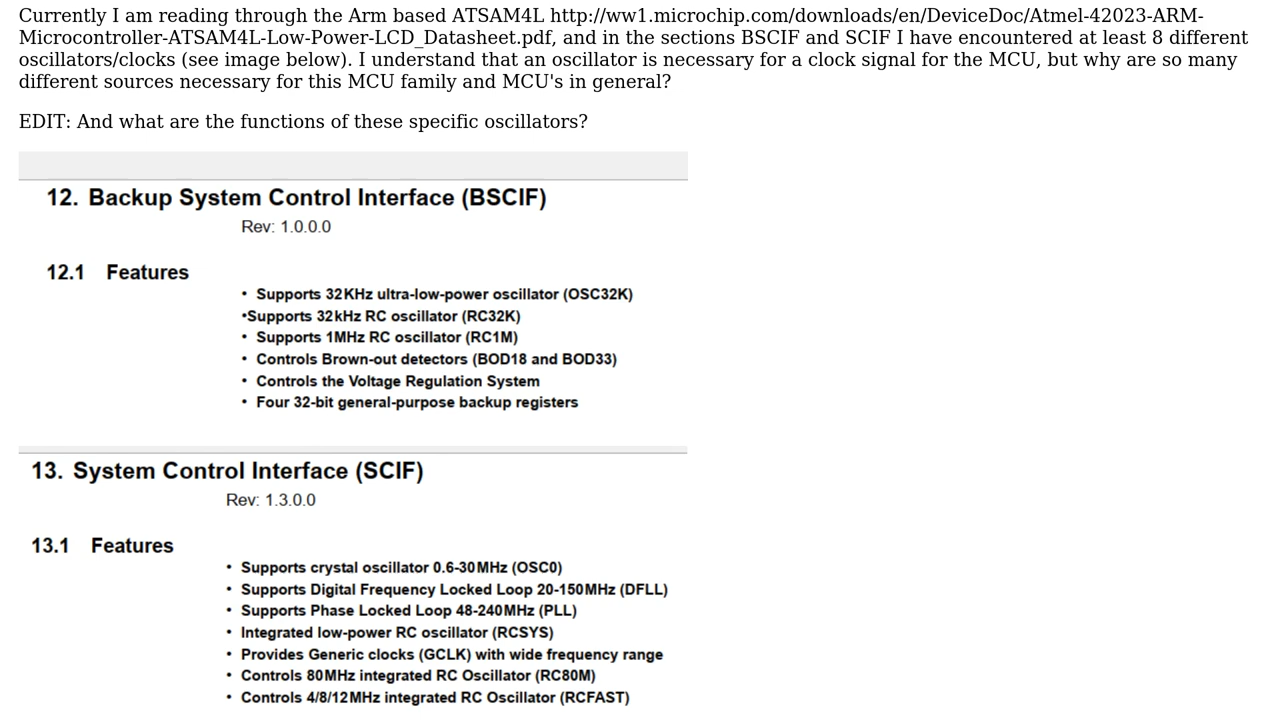 Currently I am reading through the Arm based ATSAM4L http://ww1.microchip.com/downloads/en/DeviceDoc/Atmel-42023-ARM-
Microcontroller-ATSAM4L-Low-Power-LCD_Datasheet.pdf, and in the sections BSCIF and SCIF I have encountered at least 8 different
oscillators/clocks (see image below). I understand that an oscillator is necessary for a clock signal for the MCU, but why are so many
different sources necessary for this MCU family and MCU's in general?
EDIT: And what are the functions of these specific oscillators?
12. Backup System Control Interface (BSCIF)
Rev: 1.0.0.0
12.1 Features
• Supports 32KHz ultra-low-power oscillator (OSC32K)
•Supports 32kHz RC oscillator (RC32K)
• Supports 1MHz RC oscillator (RC1M)
• Controls Brown-out detectors (BOD18 and BOD33)
• Controls the Voltage Regulation System
• Four 32-bit general-purpose backup registers
13. System Control Interface (SCIF)
Rev: 1.3.0.0
13.1 Features
• Supports crystal oscillator 0.6-30MHz (OSC0)
• Supports Digital Frequency Locked Loop 20-150MHz (DFLL)
• Supports Phase Locked Loop 48-240MHz (PLL)
• Integrated low-power RC oscillator (RCSYS)
• Provides Generic clocks (GCLK) with wide frequency range
• Controls 80MHz integrated RC Oscillator (RC80M)
• Controls 4/8/12MHz integrated RC Oscillator (RCFAST)